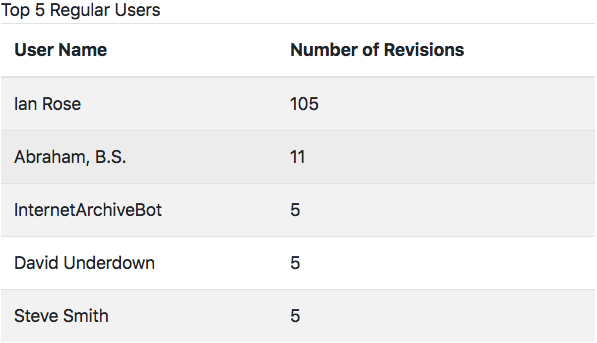 Top 5 Regular Users
User Name Number of Revisions
Ian Rose 105
Abraham, B.S. 11
InternetArchiveBot 5
David Underdown 5
Steve Smith 5